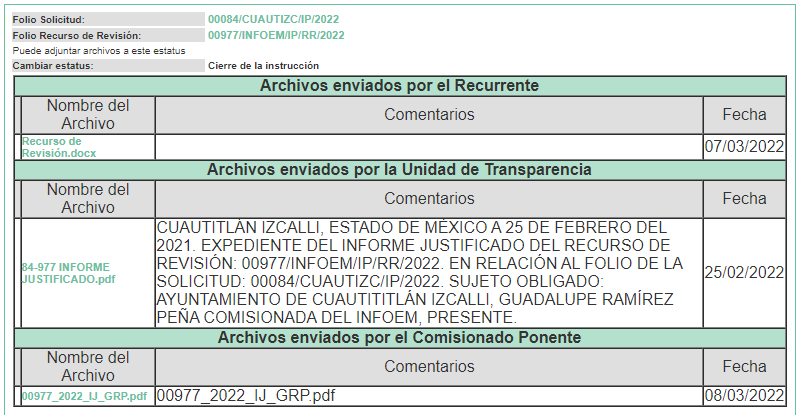 Folio Solicitud: 00084/CUAUTIZC/IP/2022
Folio Recurso de Revisión: 00977/INFOEM/IP/RR/2022
Puede adjuntar archivos a este estatus
Cambiar estatus: Cierre de la instrucción
Archivos enviados por el Recurrente
Nombre del
Archivo
Comentarios
Fecha
Recurso de
Revisión.docx
07/03/2022
Archivos enviados por la Unidad de Transparencia
Nombre del
Archivo
Comentarios
Fecha
84-977 INFORME
JUSTIFICADO.pdf
CUAUTITLÁN IZCALLI, ESTADO DE MÉXICO A 25 DE FEBRERO DEL
2021. EXPEDIENTE DEL INFORME JUSTIFICADO DEL RECURSO DE
REVISIÓN: 00977/INFOEM/IP/RR/2022. EN RELACIÓN AL FOLIO DE LA
SOLICITUD: 00084/CUAUTIZC/IP/2022. SUJETO OBLIGADO:
AYUNTAMIENTO DE CUAUTITITLÁN IZCALLI, GUADALUPE RAMÍREZ
PEÑA COMISIONADA DEL INFOEM, PRESENTE.
25/02/2022
Archivos enviados por el Comisionado Ponente
Nombre del
Archivo
Comentarios
Fecha
00977_2022_IJ_GRP.pdf
00977_2022_IJ_GRP.pdf
08/03/2022